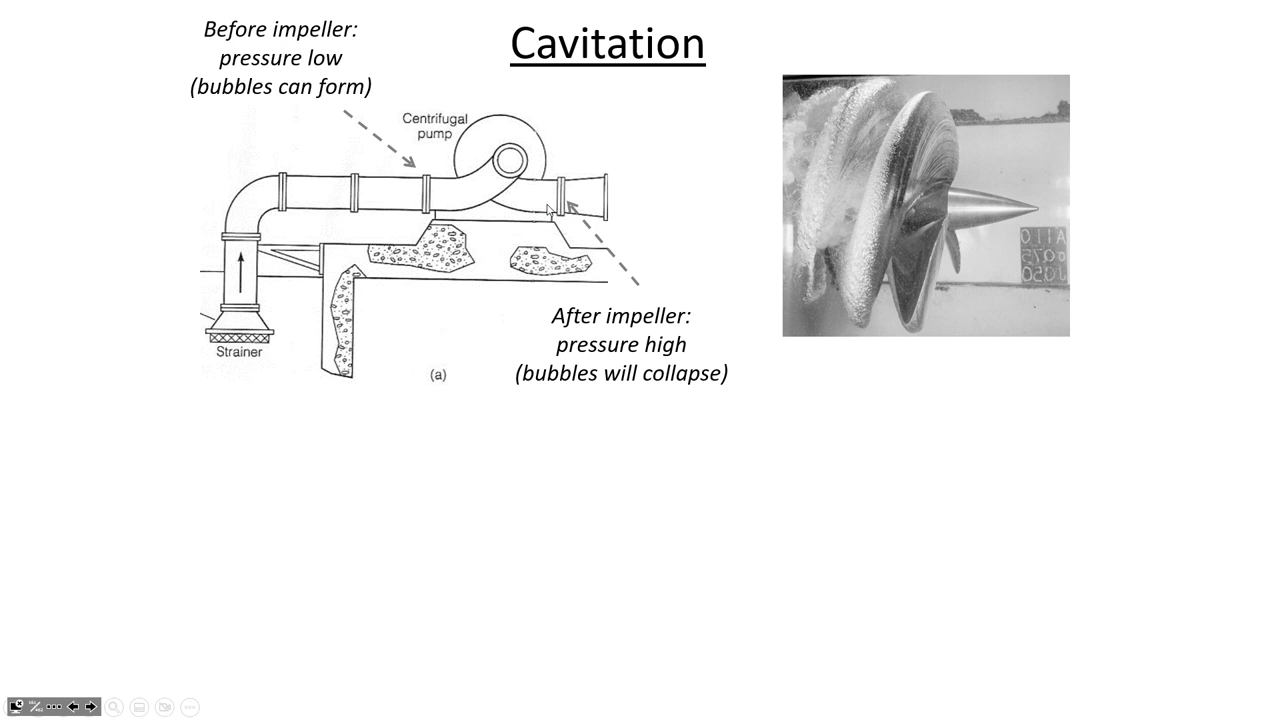 Before impeller:
pressure low
(bubbles can form)
Cavitation
Centrifugal
pump
Strainer
(a)
After impeller:
pressure high
(bubbles will collapse)